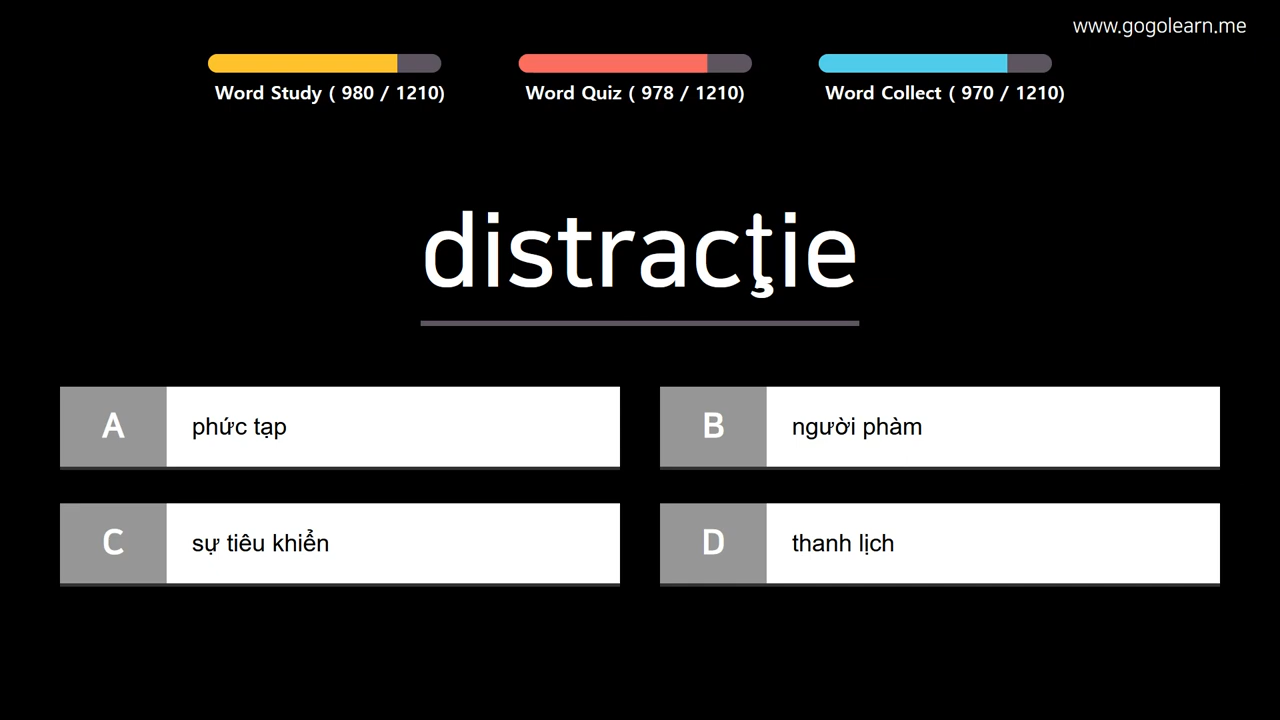 www.gogolearn.me
Word Study ( 980 / 1210)
Word Quiz ( 978 / 1210)
Word Collect ( 970 / 1210)
distracţie
A phức tạp
B người phàm
C sự tiêu khiển
D thanh lịch